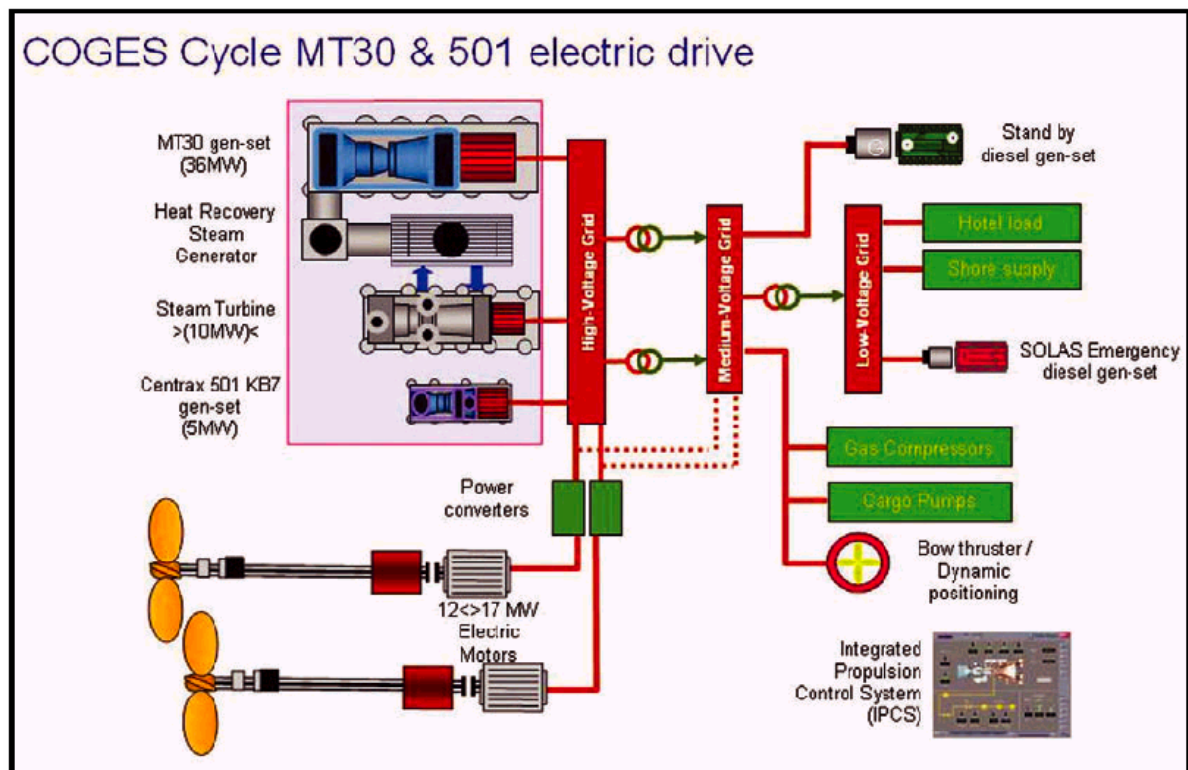 COGES Cycle MT30 & 501 electric drive
MT30 gen-set
(36MW)
Heat Recovery
Steam
Generator
Steam Turbine
>(10MW)<
Centrax 501 KB7
gen-set
(5MW)
High-Voltage Grid
Medium-Voltage Grid
Low-Voltage Grid
G
Stand by
diesel gen-set
Hotel load
Shore supply
SOLAS Emergency
diesel gen-set
Gas Compressors
Cargo Pumps
Bow thruster /
Dynamic
positioning
Power
converters
12<>17 MW
Electric
Motors
Integrated
Propulsion
Control System
(IPCS)